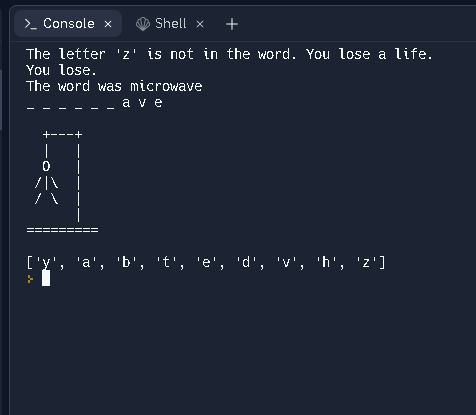 >_ Console × Shell × +
The letter 'z' is not in the word. You lose a life.
You lose.
The word was microwave
_ _ _ _ _ _ a v e
  +---+
  |   |
  O   |
 /|\  |
 / \  |
      |
=========
['y', 'a', 'b', 't', 'e', 'd', 'v', 'h', 'z']